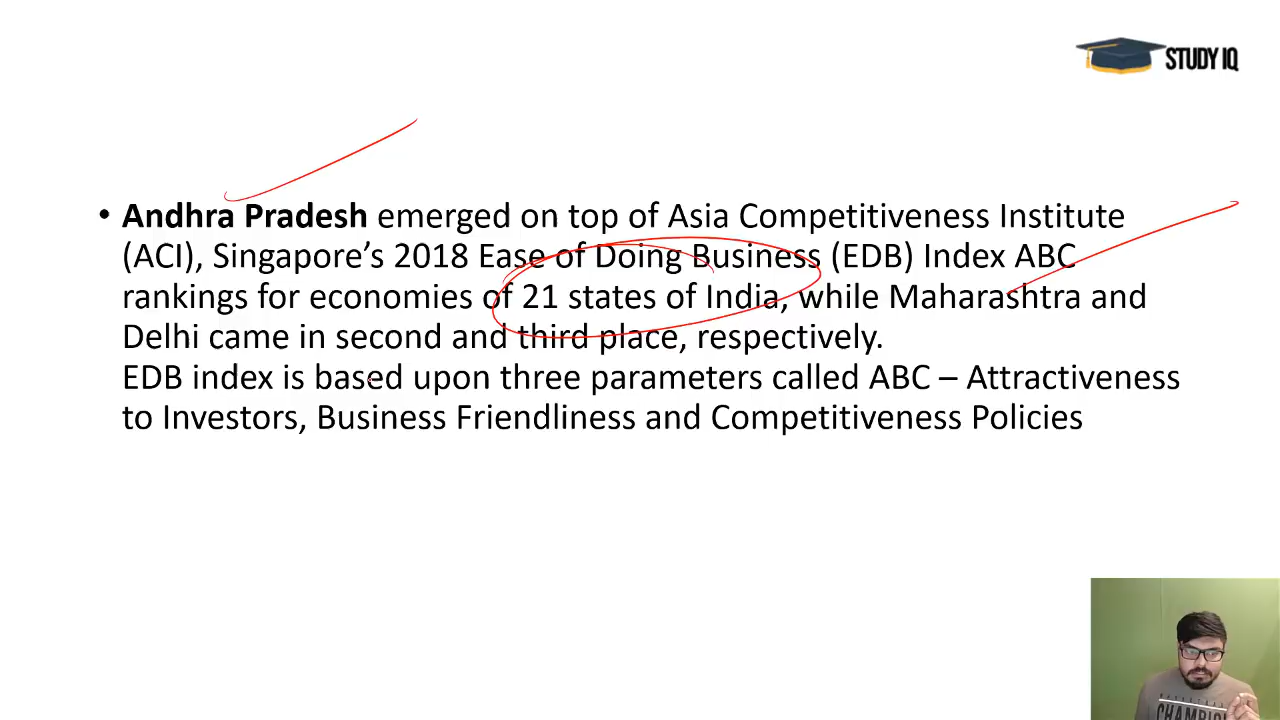 STUDY IQ
• Andhra Pradesh emerged on top of Asia Competitiveness Institute
(ACI), Singapore’s 2018 Ease of Doing Business (EDB) Index ABC
rankings for economies of 21 states of India, while Maharashtra and
Delhi came in second and third place, respectively.
EDB index is based upon three parameters called ABC – Attractiveness
to Investors, Business Friendliness and Competitiveness Policies